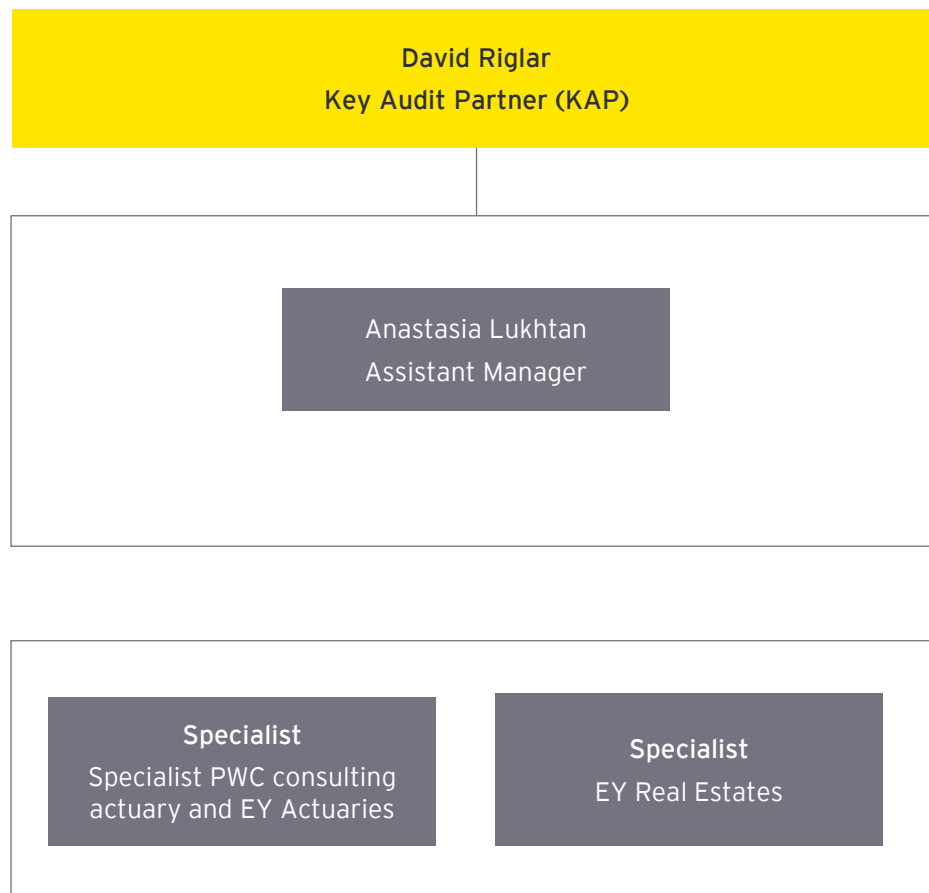 David Riglar
Key Audit Partner (KAP)
Anastasia Lukhtan
Assistant Manager
Specialist
Specialist PWC consulting
actuary and EY Actuaries
Specialist
EY Real Estates